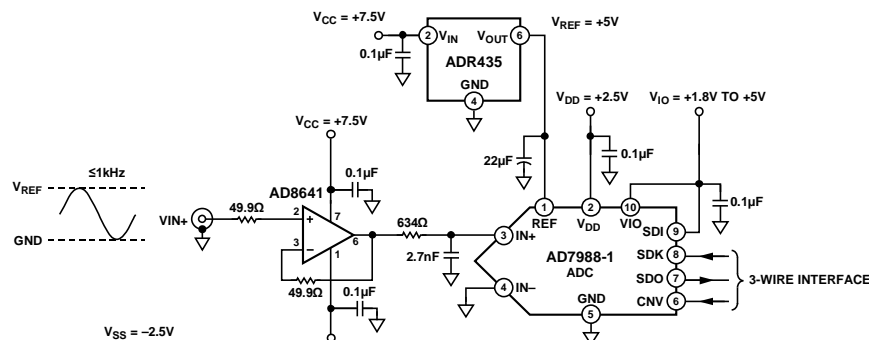 VCC = +7.5V
VREF = +5V
2
VIN
VOUT
6
0.1µF
ADR435
GND
4
VDD = +2.5V
VIO = +1.8V TO +5V
VCC = +7.5V
≤1kHz
VREF
GND
VIN+
49.9Ω
AD8641
0.1µF
2
+
7
3
–
6
1
49.9Ω
0.1µF
VSS = –2.5V
634Ω
2.7nF
22µF
0.1µF
0.1µF
1
2
10
REF
VDD
VIO
SDI
9
3
IN+
AD7988-1
ADC
SDK
8
SDO
7
3-WIRE INTERFACE
4
IN–
GND
CNV
6
5